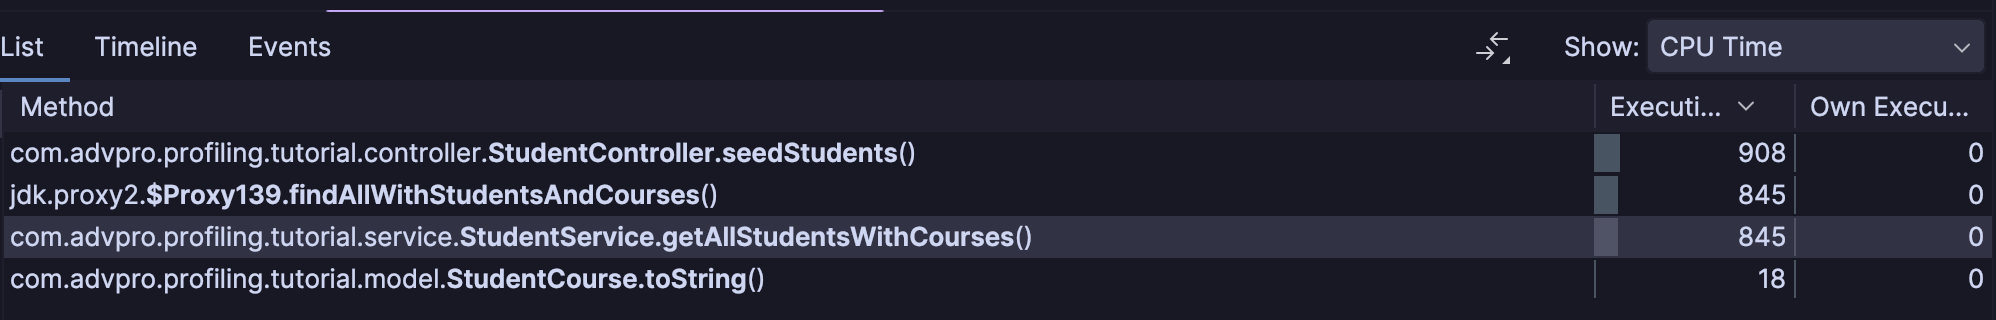 List Timeline Events Show: CPU Time
Method Executi... Own Execu...
com.advpro.profiling.tutorial.controller.StudentController.seedStudents() 908 0
jdk.proxy2.$Proxy139.findAllWithStudentsAndCourses() 845 0
com.advpro.profiling.tutorial.service.StudentService.getAllStudentsWithCourses() 845 0
com.advpro.profiling.tutorial.model.StudentCourse.toString() 18 0